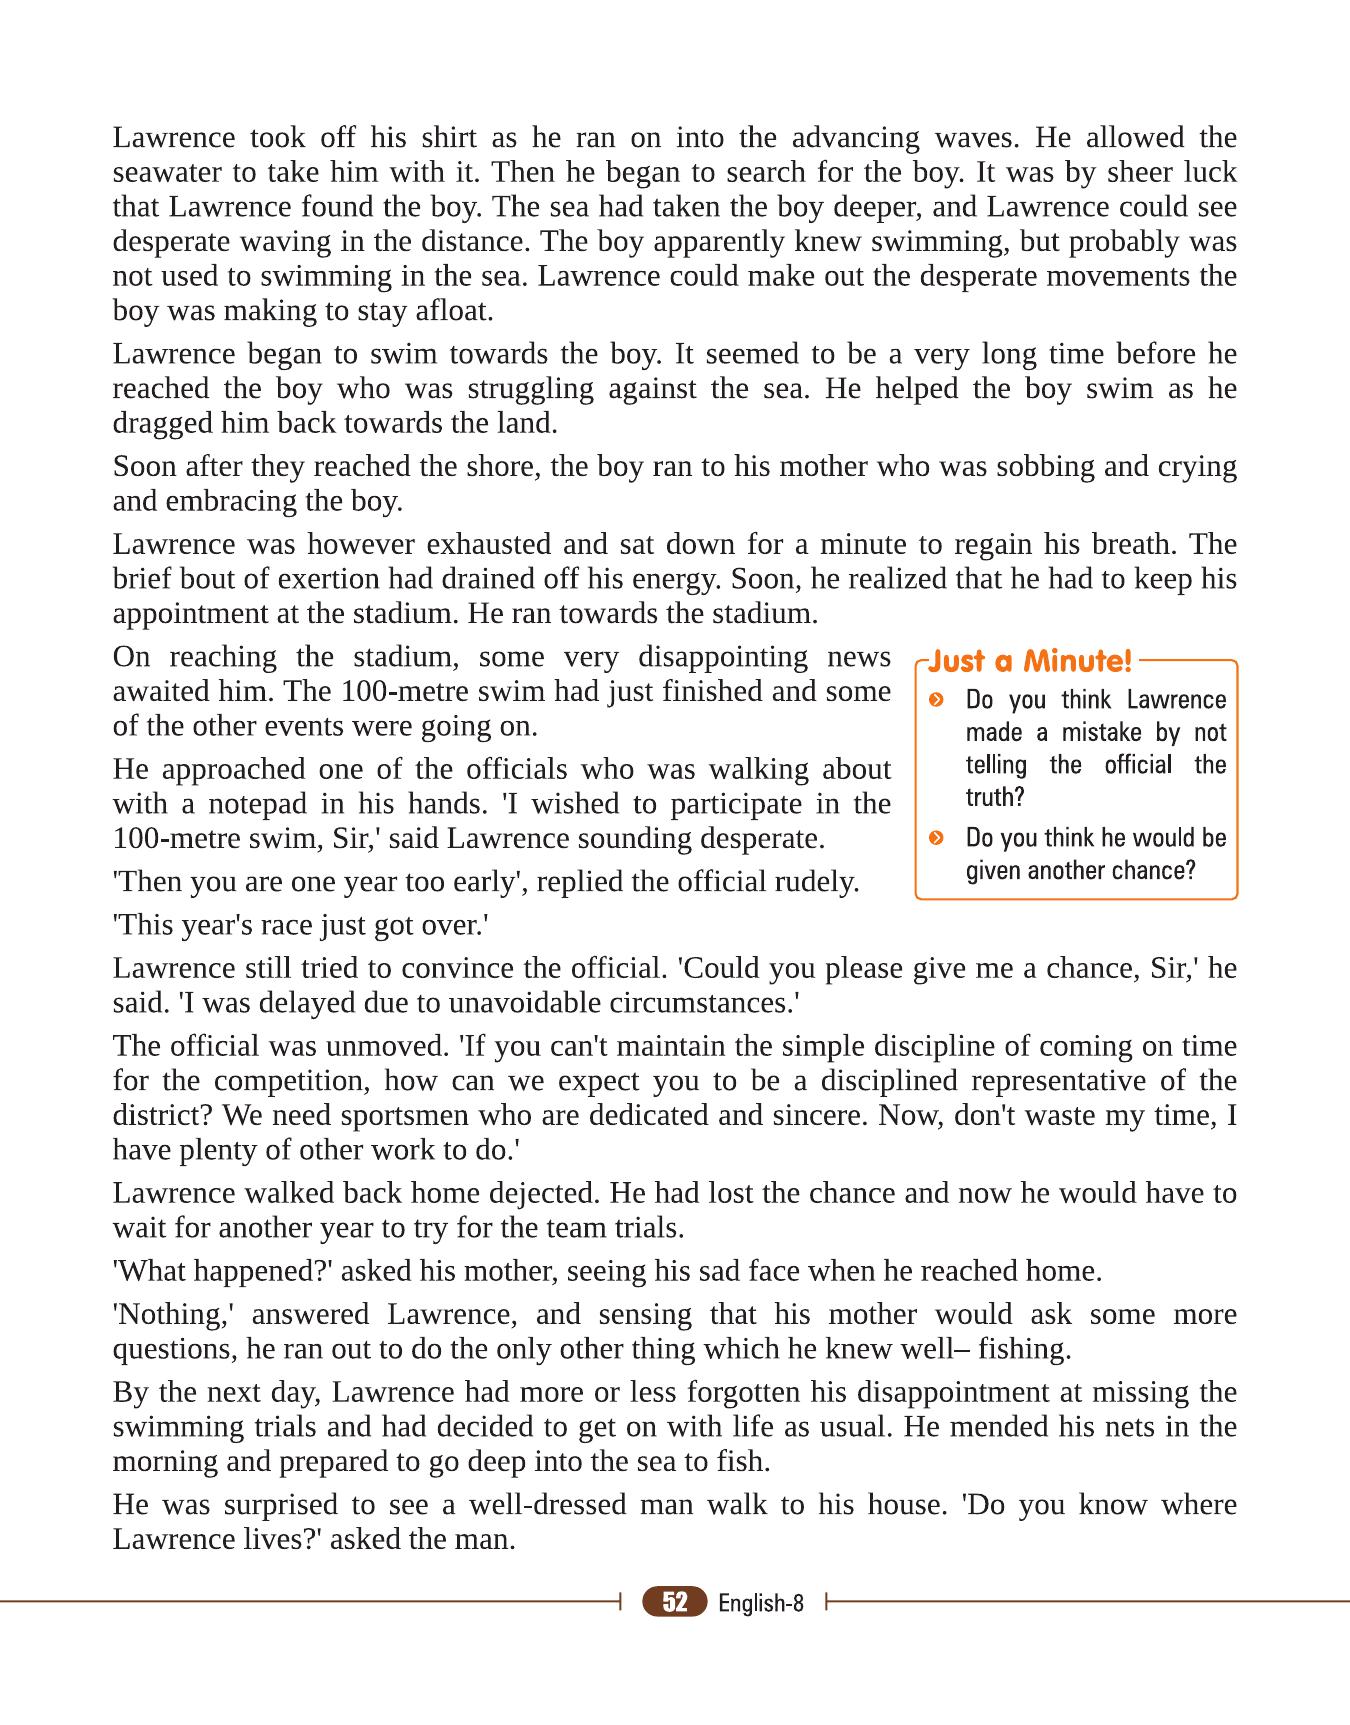 Lawrence took off his shirt as he ran on into the advancing waves. He allowed the
seawater to take him with it. Then he began to search for the boy. It was by sheer luck
that Lawrence found the boy. The sea had taken the boy deeper, and Lawrence could see
desperate waving in the distance. The boy apparently knew swimming, but probably was
not used to swimming in the sea. Lawrence could make out the desperate movements the
boy was making to stay afloat.
Lawrence began to swim towards the boy. It seemed to be a very long time before he
reached the boy who was struggling against the sea. He helped the boy swim as he
dragged him back towards the land.
Soon after they reached the shore, the boy ran to his mother who was sobbing and crying
and embracing the boy.
Lawrence was however exhausted and sat down for a minute to regain his breath. The
brief bout of exertion had drained off his energy. Soon, he realized that he had to keep his
appointment at the stadium. He ran towards the stadium.
On reaching the stadium, some very disappointing news
awaited him. The 100-metre swim had just finished and some
of the other events were going on.
He approached one of the officials who was walking about
with a notepad in his hands. 'I wished to participate in the
100-metre swim, Sir,' said Lawrence sounding desperate.
'Then you are one year too early', replied the official rudely.
'This year's race just got over.'
Just a Minute!
Do you think Lawrence
made a mistake by not
telling the official the
truth?
Do you think he would be
given another chance?
Lawrence still tried to convince the official. 'Could you please give me a chance, Sir,' he
said. 'I was delayed due to unavoidable circumstances.'
The official was unmoved. 'If you can't maintain the simple discipline of coming on time
for the competition, how can we expect you to be a disciplined representative of the
district? We need sportsmen who are dedicated and sincere. Now, don't waste my time, I
have plenty of other work to do.'
Lawrence walked back home dejected. He had lost the chance and now he would have to
wait for another year to try for the team trials.
'What happened?' asked his mother, seeing his sad face when he reached home.
'Nothing,' answered Lawrence, and sensing that his mother would ask some more
questions, he ran out to do the only other thing which he knew well– fishing.
By the next day, Lawrence had more or less forgotten his disappointment at missing the
swimming trials and had decided to get on with life as usual. He mended his nets in the
morning and prepared to go deep into the sea to fish.
He was surprised to see a well-dressed man walk to his house. 'Do you know where
Lawrence lives?' asked the man.
52 English-8